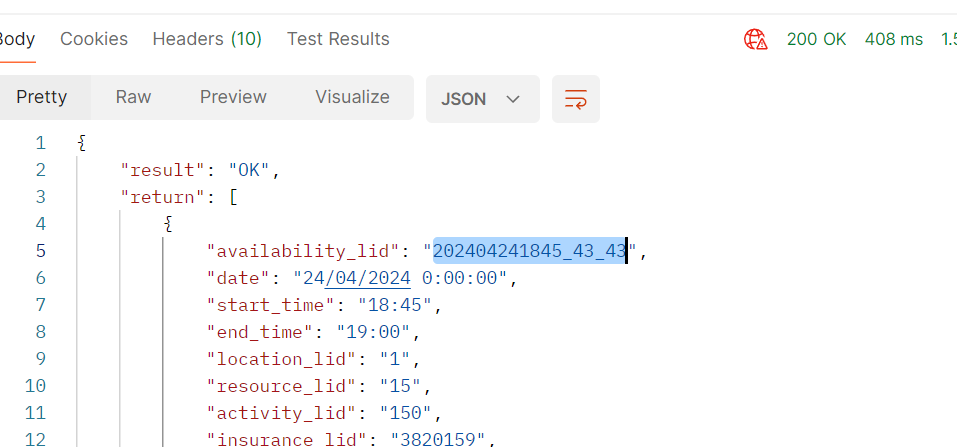 Body Cookies Headers (10) Test Results 200 OK 408 ms 1.5
Pretty Raw Preview Visualize JSON
1 {
2 "result": "OK",
3 "return": [
4 {
5 "availability_lid": "202404241845_43_43",
6 "date": "24/04/2024 0:00:00",
7 "start_time": "18:45",
8 "end_time": "19:00",
9 "location_lid": "1",
10 "resource_lid": "15",
11 "activity_lid": "150",
12 "insurance_lid": "3820159",